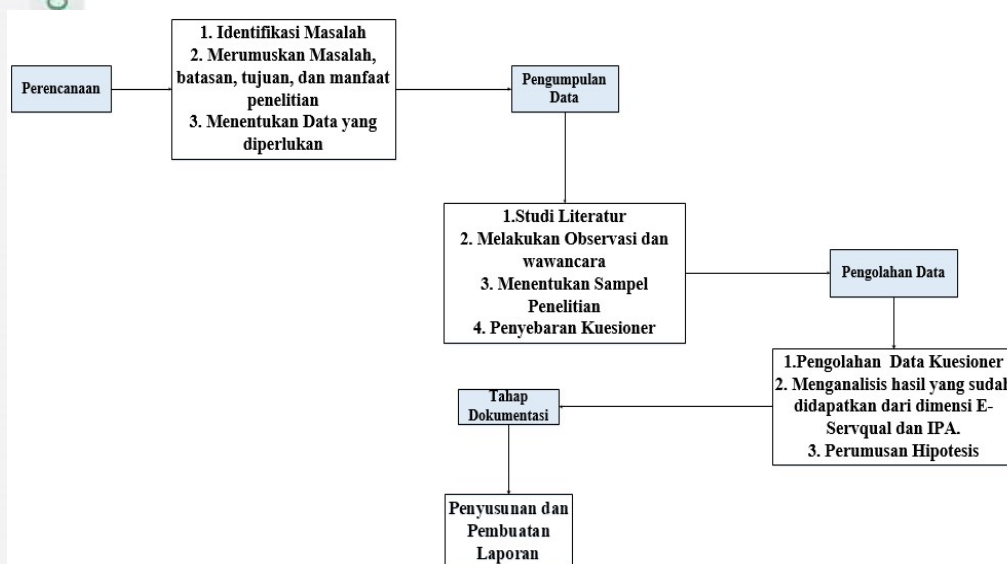 Perencanaan
1. Identifikasi Masalah
2. Merumuskan Masalah,
batasan, tujuan, dan manfaat
penelitian
3. Menentukan Data yang
diperlukan
Pengumpulan
Data
1.Studi Literatur
2. Melakukan Observasi dan
wawancara
3. Menentukan Sampel
Penelitian
4. Penyebaran Kuesioner
Pengolahan Data
1.Pengolahan Data Kuesioner
2. Menganalisis hasil yang sudah
didapatkan dari dimensi E-
Servqual dan IPA.
3. Perumusan Hipotesis
Tahap
Dokumentasi
Penyusunan dan
Pembuatan
Laporan